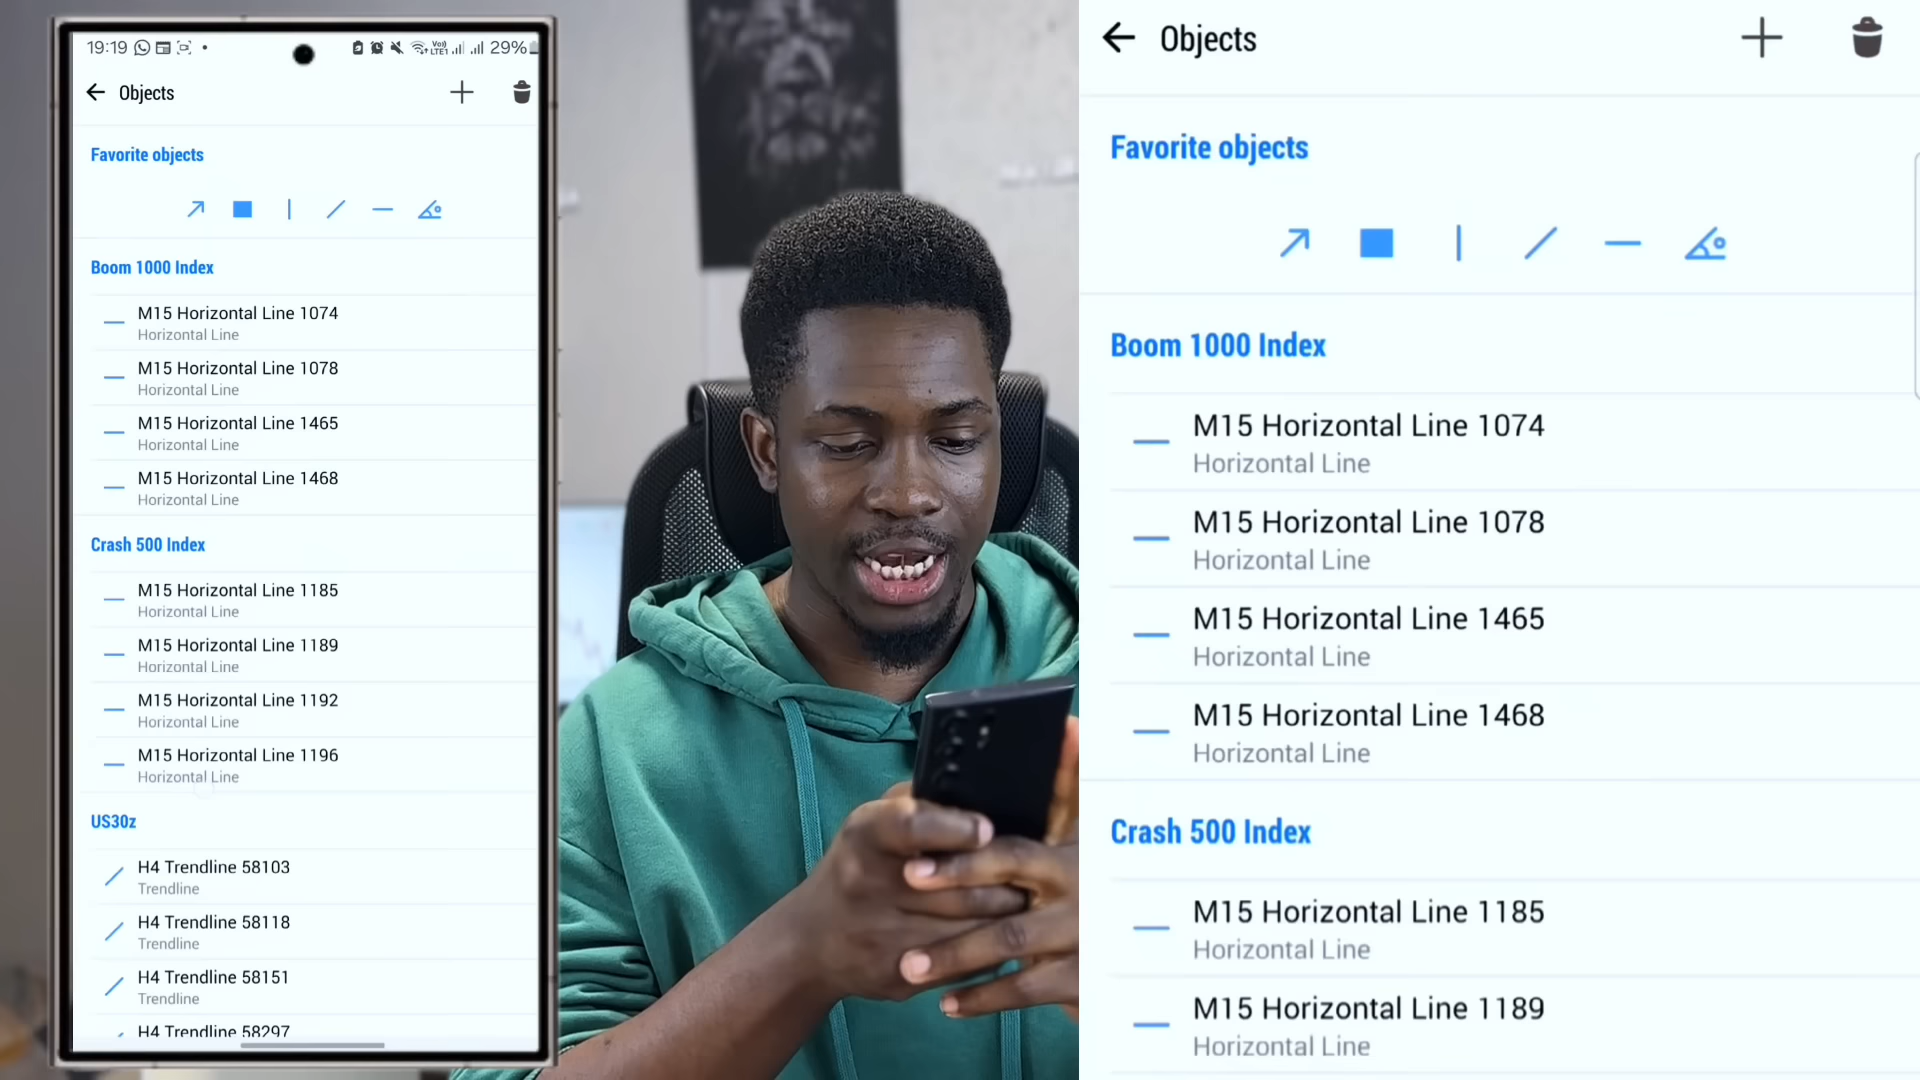 19:19
Vo))
LTE1
29%
Objects
Favorite objects
Boom 1000 Index
M15 Horizontal Line 1074
Horizontal Line
M15 Horizontal Line 1078
Horizontal Line
M15 Horizontal Line 1465
Horizontal Line
M15 Horizontal Line 1468
Horizontal Line
Crash 500 Index
M15 Horizontal Line 1185
Horizontal Line
M15 Horizontal Line 1189
Horizontal Line
M15 Horizontal Line 1192
Horizontal Line
M15 Horizontal Line 1196
Horizontal Line
US30z
H4 Trendline 58103
Trendline
H4 Trendline 58118
Trendline
H4 Trendline 58151
Trendline
H4 Trendline 58297
Objects
Favorite objects
Boom 1000 Index
M15 Horizontal Line 1074
Horizontal Line
M15 Horizontal Line 1078
Horizontal Line
M15 Horizontal Line 1465
Horizontal Line
M15 Horizontal Line 1468
Horizontal Line
Crash 500 Index
M15 Horizontal Line 1185
Horizontal Line
M15 Horizontal Line 1189
Horizontal Line